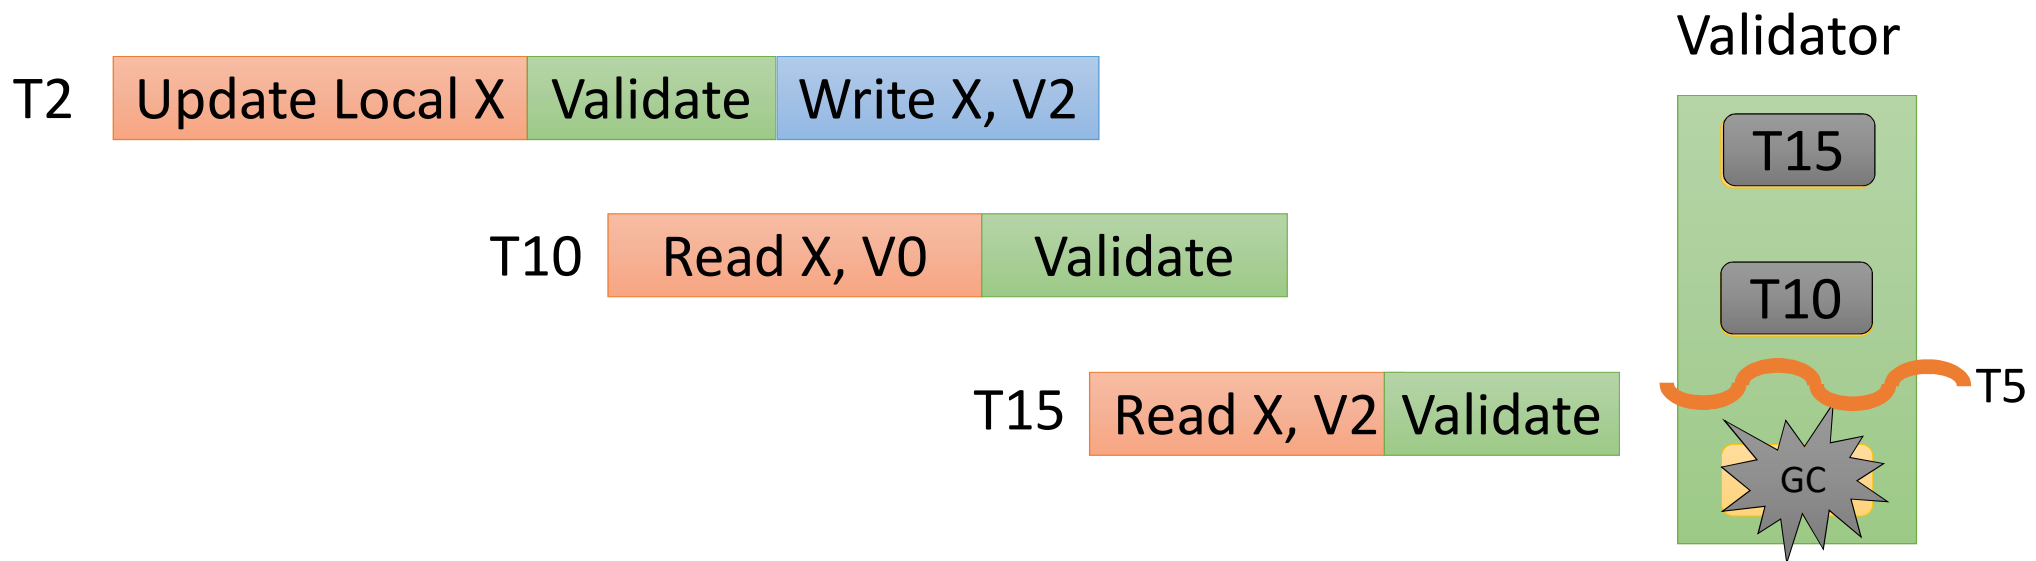 Validator
T2 Update Local X Validate Write X, V2
T15
T10 Read X, V0 Validate
T10
T15 Read X, V2 Validate
T5
GC